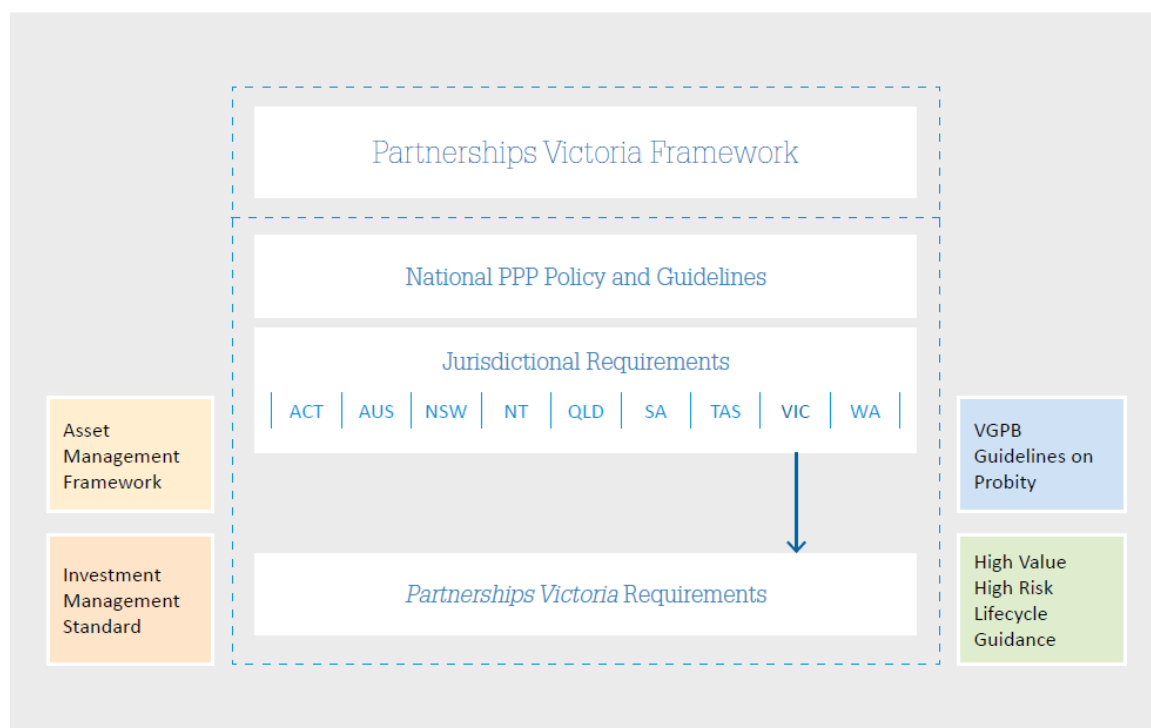 Partnerships Victoria Framework
National PPP Policy and Guidelines
Jurisdictional Requirements
ACT AUS NSW NT QLD SA TAS VIC WA
Asset
Management
Framework
VGPB
Guidelines on
Probity
Investment
Management
Standard
Partnerships Victoria Requirements
High Value
High Risk
Lifecycle
Guidance